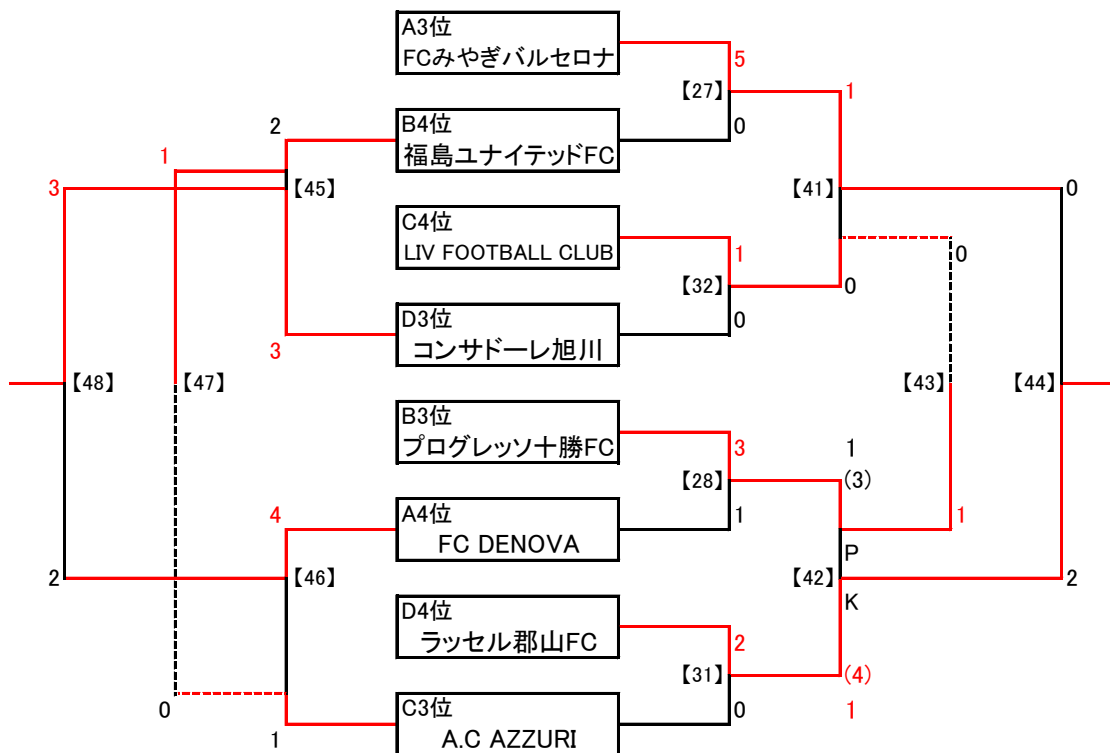 A3位
FCみやぎバルセロナ
5
【27】
1
2
B4位
福島ユナイテッドFC
0
1
3
【45】
【41】
0
C4位
LIV FOOTBALL CLUB
1
0
【32】
0
D3位
コンサドーレ旭川
0
3
【48】
【47】
【43】
【44】
B3位
プログレッソ十勝FC
3
1
【28】
(3)
4
A4位
FC DENOVA
1
1
P
2
【46】
【42】
2
K
D4位
ラッセル郡山FC
2
【31】
(4)
0
C3位
A.C AZZURI
0
1
1